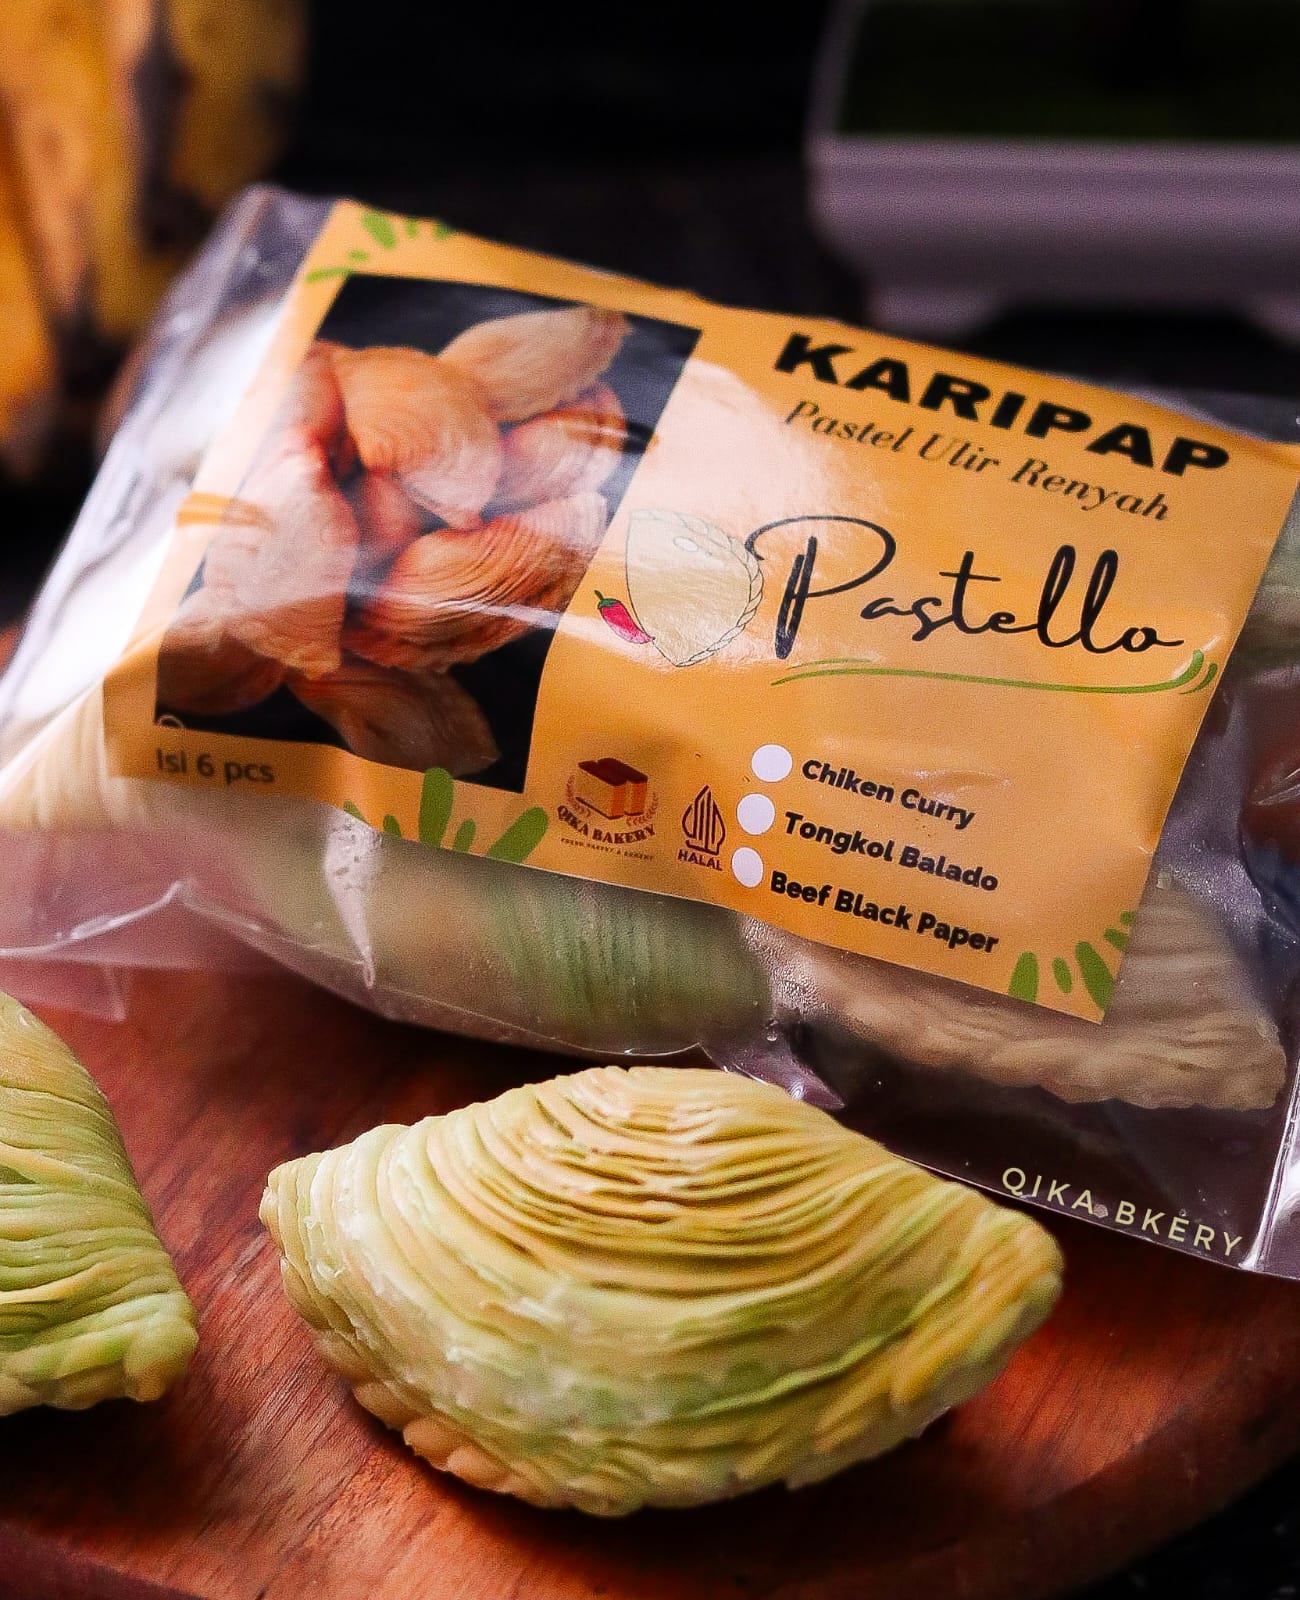 KARIPAP
Pastel Ulir Renyah
Pastello
Isi 6 pcs
QIKA BAKERY
HALAL
Chiken Curry
Tongkol Balado
Beef Black Paper
QIKA.BKERY